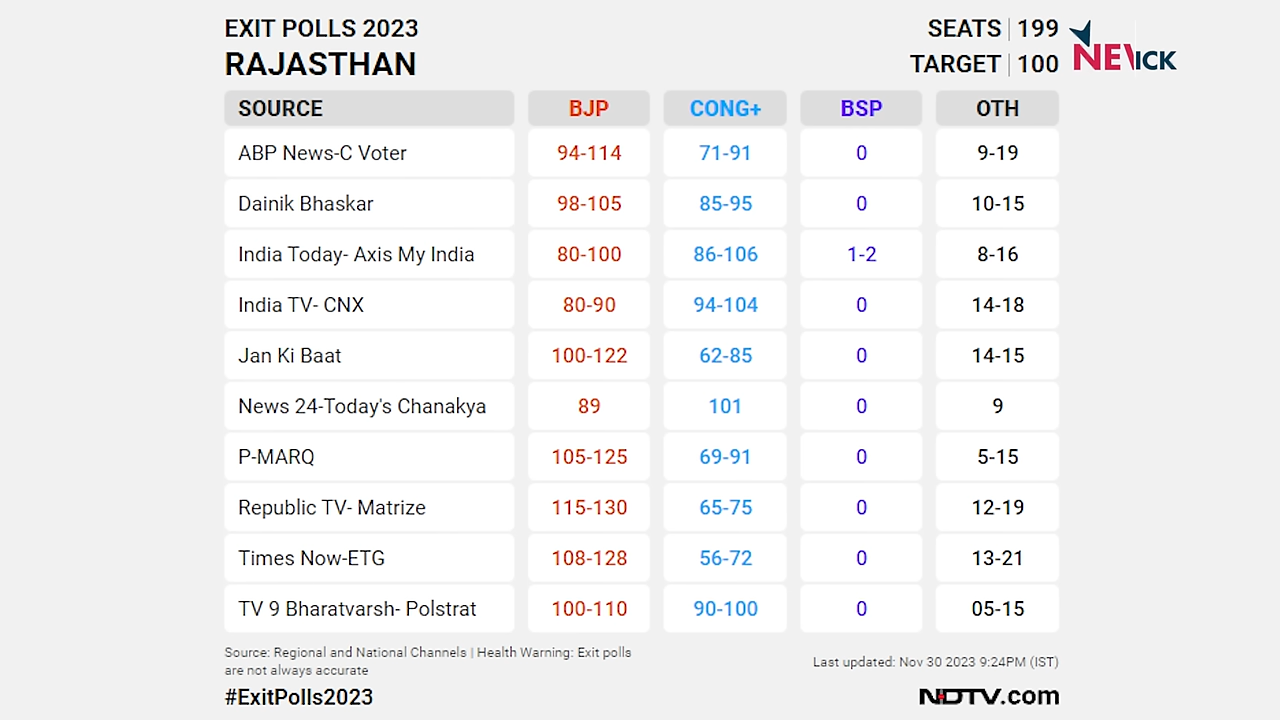 EXIT POLLS 2023
RAJASTHAN
SEATS | 199
TARGET | 100
SOURCE BJP CONG+ BSP OTH
ABP News-C Voter 94-114 71-91 0 9-19
Dainik Bhaskar 98-105 85-95 0 10-15
India Today- Axis My India 80-100 86-106 1-2 8-16
India TV- CNX 80-90 94-104 0 14-18
Jan Ki Baat 100-122 62-85 0 14-15
News 24-Today's Chanakya 89 101 0 9
P-MARQ 105-125 69-91 0 5-15
Republic TV- Matrize 115-130 65-75 0 12-19
Times Now-ETG 108-128 56-72 0 13-21
TV 9 Bharatvarsh- Polstrat 100-110 90-100 0 05-15
Source: Regional and National Channels | Health Warning: Exit polls
are not always accurate
Last updated: Nov 30 2023 9:24PM (IST)
#ExitPolls2023
NDTV.com